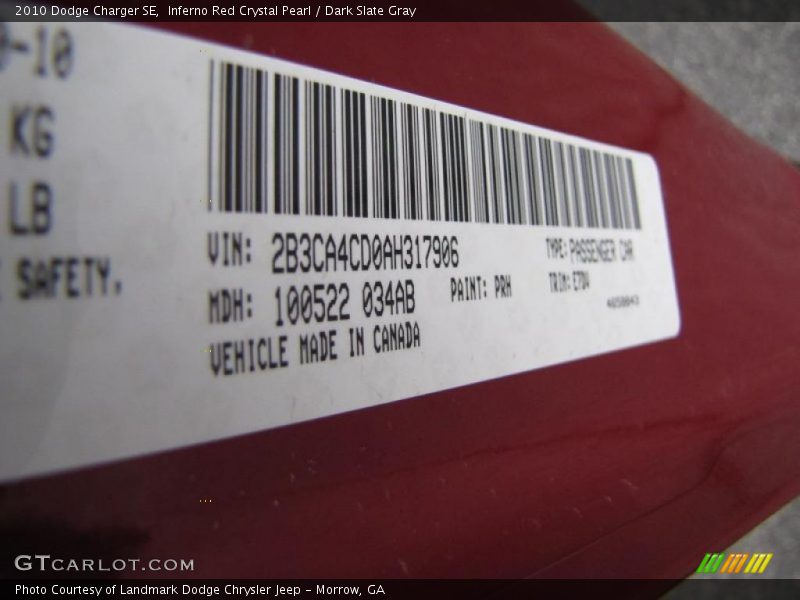 2010 Dodge Charger SE, Inferno Red Crystal Pearl / Dark Slate Gray
-10
KG
LB
SAFETY.
VIN: 2B3CA4CD0AH317906 TYPE: PASSENGER CAR
MDH: 100522 034AB PAINT: PRH TRIM:
VEHICLE MADE IN CANADA
GTCARLOT.COM
Photo Courtesy of Landmark Dodge Chrysler Jeep - Morrow, GA